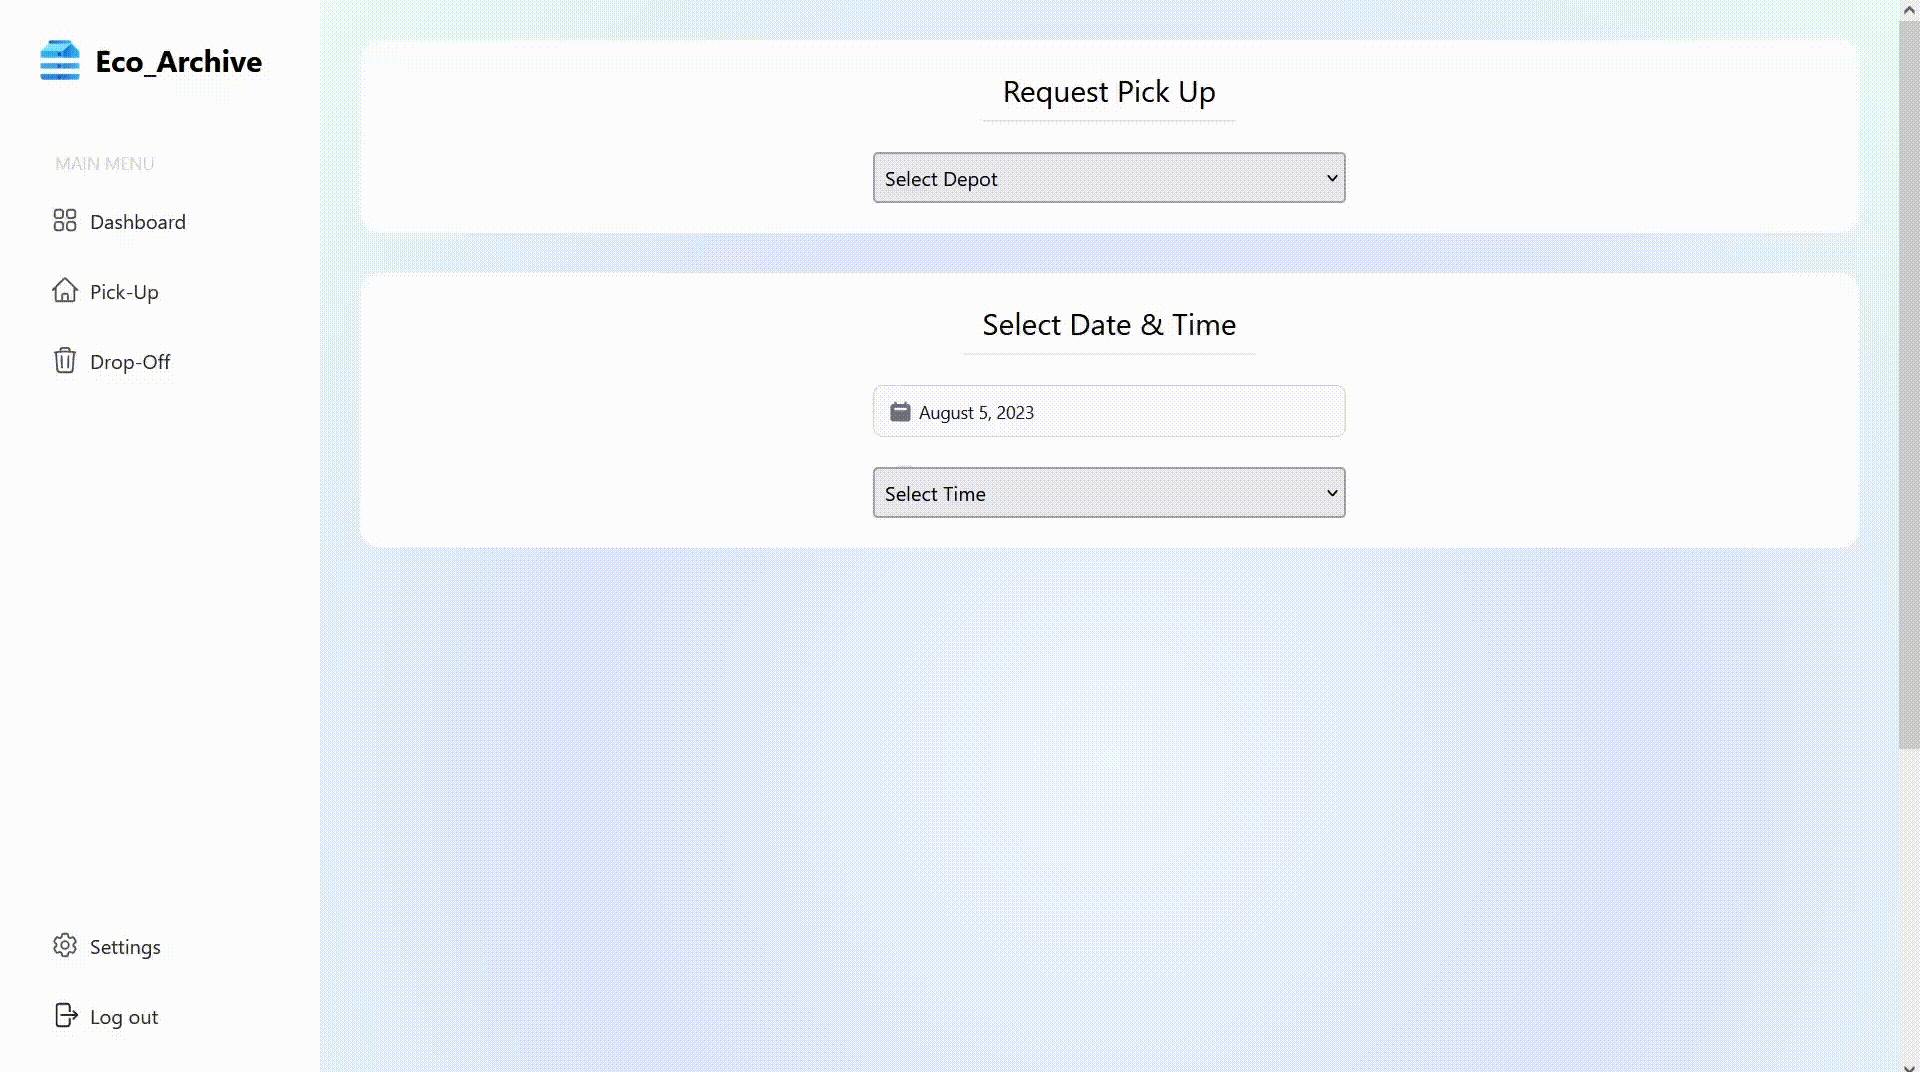 Eco_Archive
MAIN MENU
Dashboard
Pick-Up
Drop-Off
Settings
Log out
Request Pick Up
Select Depot
Select Date & Time
August 5, 2023
Select Time